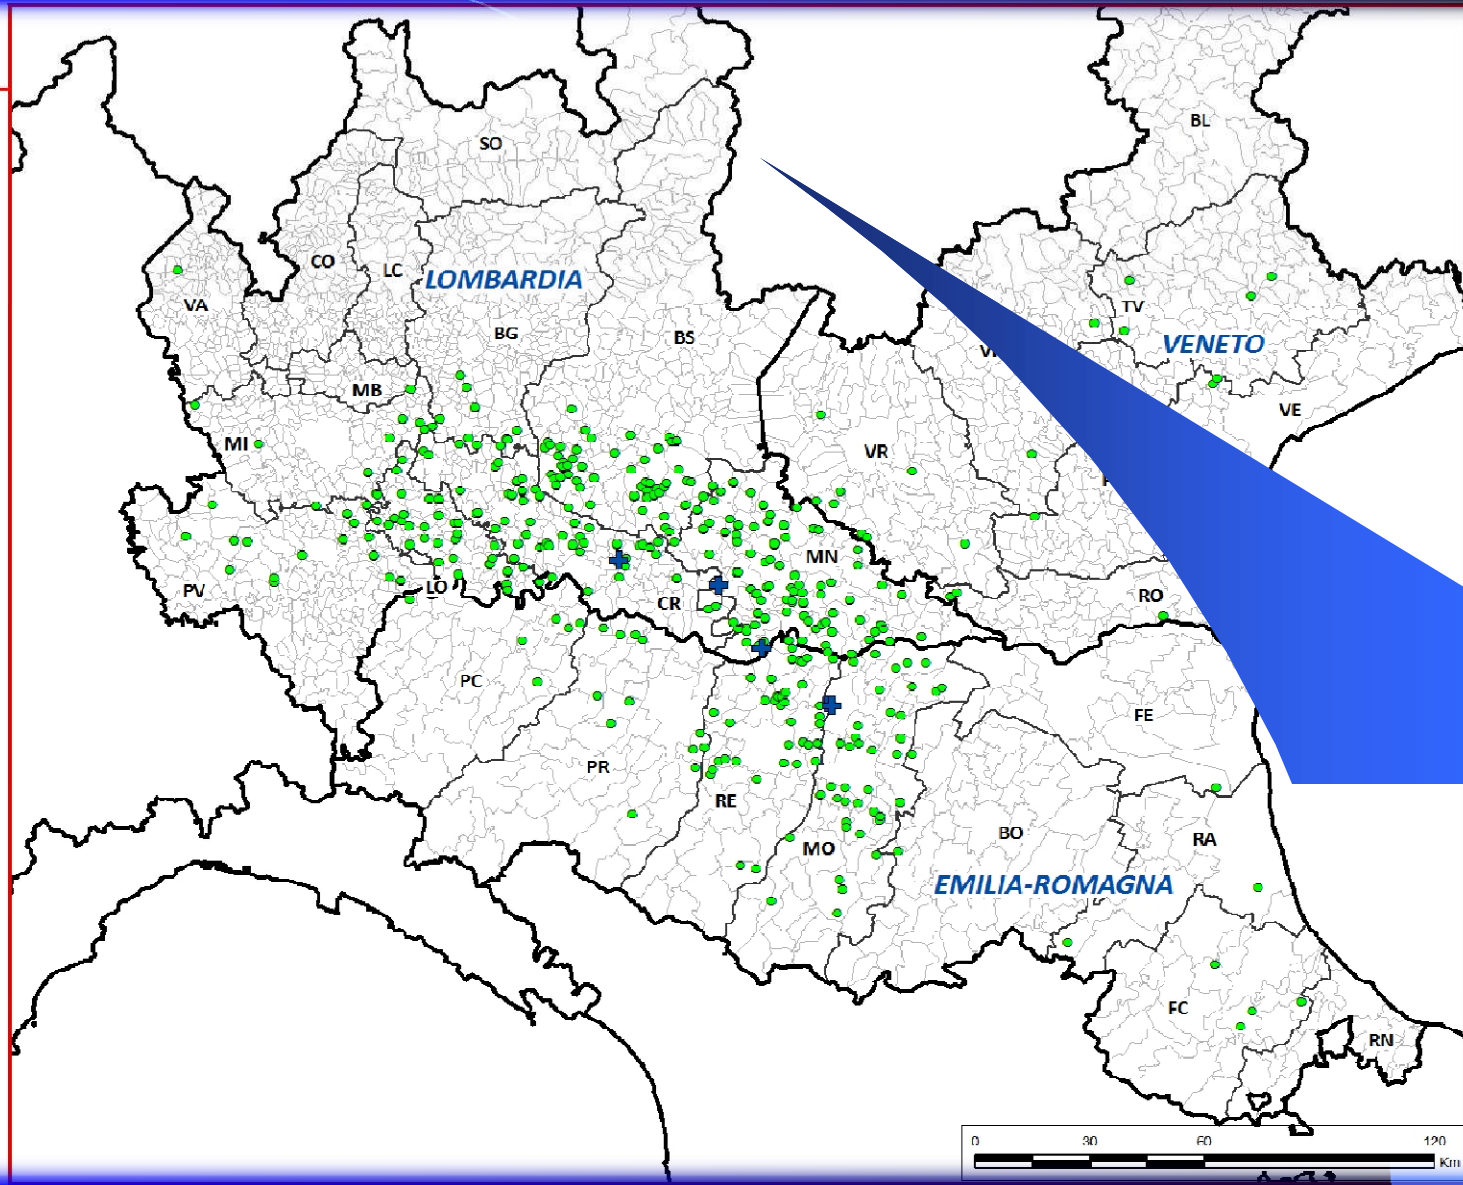 BL
SO
CO
LC
LOMBARDIA
VA
TV
BG
BS
VENETO
MB
VE
MI
VR
MN
PV
LO
CR
RO
PC
FE
PR
RE
BO
RA
MO
EMILIA-ROMAGNA
FC
RN
0 30 60 120
Km